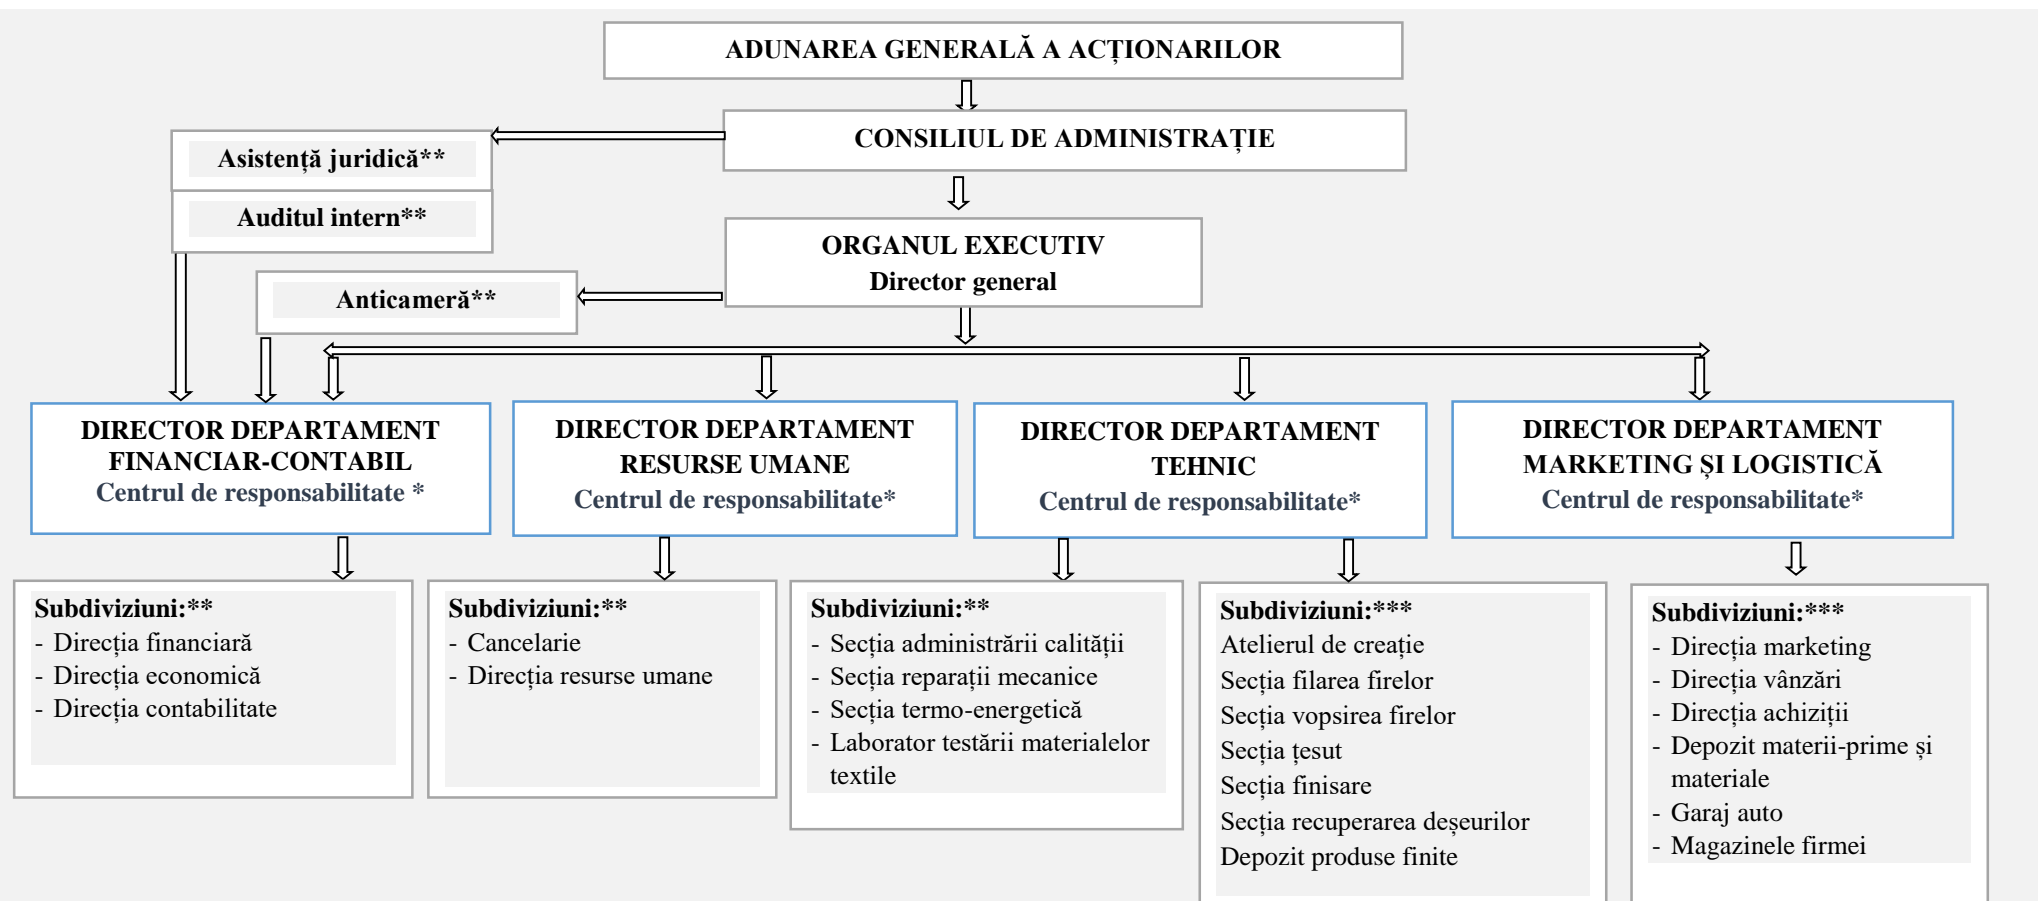 ADUNAREA GENERALĂ A ACȚIONARILOR
CONSILIUL DE ADMINISTRAȚIE
Asistență juridică**
Auditul intern**
ORGANUL EXECUTIV
Director general
Anticameră**
DIRECTOR DEPARTAMENT
FINANCIAR-CONTABIL
Centrul de responsabilitate *
DIRECTOR DEPARTAMENT
RESURSE UMANE
Centrul de responsabilitate*
DIRECTOR DEPARTAMENT
TEHNIC
Centrul de responsabilitate*
DIRECTOR DEPARTAMENT
MARKETING ȘI LOGISTICĂ
Centrul de responsabilitate*
Subdiviziuni:**
- Direcția financiară
- Direcția economică
- Direcția contabilitate
Subdiviziuni:**
- Cancelarie
- Direcția resurse umane
Subdiviziuni:**
- Secția administrării calității
- Secția reparații mecanice
- Secția termo-energetică
- Laborator testării materialelor
textile
Subdiviziuni:***
Atelierul de creație
Secția filarea firelor
Secția vopsirea firelor
Secția țesut
Secția finisare
Secția recuperarea deșeurilor
Depozit produse finite
Subdiviziuni:***
- Direcția marketing
- Direcția vânzări
- Direcția achiziții
- Depozit materii-prime și
materiale
- Garaj auto
- Magazinele firmei